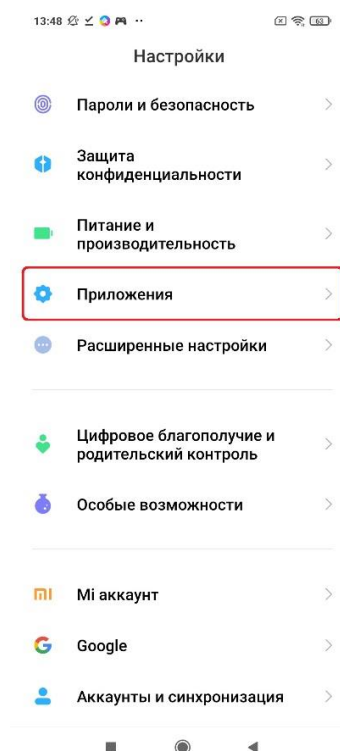 13:48
63
Настройки
Пароли и безопасность
Защита
конфиденциальности
Питание и
производительность
Приложения
Расширенные настройки
Цифровое благополучие и
родительский контроль
Особые возможности
Mi аккаунт
Google
Аккаунты и синхронизация